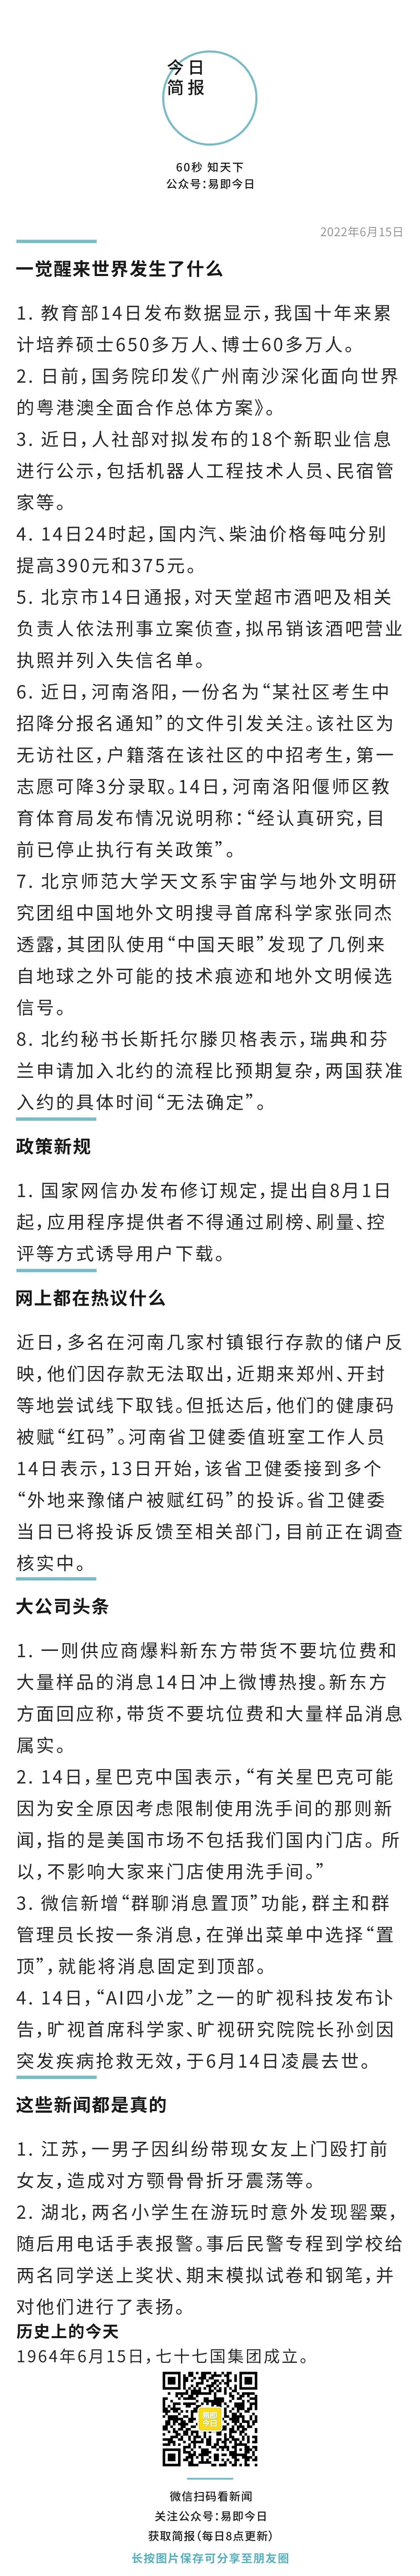 今日
简报
60秒 知天下
公众号：易即今日
2022年6月15日
一觉醒来世界发生了什么
1. 教育部14日发布数据显示，我国十年来累
计培养硕士650多万人、博士60多万人。
2. 日前，国务院印发《广州南沙深化面向世界
的粤港澳全面合作总体方案》。
3. 近日，人社部对拟发布的18个新职业信息
进行公示，包括机器人工程技术人员、民宿管
家等。
4. 14日24时起，国内汽、柴油价格每吨分别
提高390元和375元。
5. 北京市14日通报，对天堂超市酒吧及相关
负责人依法刑事立案侦查，拟吊销该酒吧营业
执照并列入失信名单。
6. 近日，河南洛阳，一份名为“某社区考生中
招降分报名通知”的文件引发关注。该社区为
无访社区，户籍落在该社区的中招考生，第一
志愿可降3分录取。14日，河南洛阳偃师区教
育体育局发布情况说明称：“经认真研究，目
前已停止执行有关政策”。
7. 北京师范大学天文系宇宙学与地外文明研
究团组中国地外文明搜寻首席科学家张同杰
透露，其团队使用“中国天眼”发现了几例来
自地球之外可能的技术痕迹和地外文明候选
信号。
8. 北约秘书长斯托尔滕贝格表示，瑞典和芬
兰申请加入北约的流程比预期复杂，两国获准
入约的具体时间“无法确定”。
政策新规
1. 国家网信办发布修订规定，提出自8月1日
起，应用程序提供者不得通过刷榜、刷量、控
评等方式诱导用户下载。
网上都在热议什么
近日，多名在河南几家村镇银行存款的储户反
映，他们因存款无法取出，近期来郑州、开封
等地尝试线下取钱。但抵达后，他们的健康码
被赋“红码”。河南省卫健委值班室工作人员
14日表示，13日开始，该省卫健委接到多个
“外地来豫储户被赋红码”的投诉。省卫健委
当日已将投诉反馈至相关部门，目前正在调查
核实中。
大公司头条
1. 一则供应商爆料新东方带货不要坑位费和
大量样品的消息14日冲上微博热搜。新东方
方面回应称，带货不要坑位费和大量样品消息
属实。
2. 14日，星巴克中国表示，“有关星巴克可能
因为安全原因考虑限制使用洗手间的那则新
闻，指的是美国市场不包括我们国内门店。所
以，不影响大家来门店使用洗手间。”
3. 微信新增“群聊消息置顶”功能，群主和群
管理员长按一条消息，在弹出菜单中选择“置
顶”，就能将消息固定到顶部。
4. 14日，“AI四小龙”之一的旷视科技发布讣
告，旷视首席科学家、旷视研究院院长孙剑因
突发疾病抢救无效，于6月14日凌晨去世。
这些新闻都是真的
1. 江苏，一男子因纠纷带现女友上门殴打前
女友，造成对方颚骨骨折牙震荡等。
2. 湖北，两名小学生在游玩时意外发现罂粟，
随后用电话手表报警。事后民警专程到学校给
两名同学送上奖状、期末模拟试卷和钢笔，并
对他们进行了表扬。
历史上的今天
1964年6月15日，七十七国集团成立。
易即
今日
微信扫码看新闻
关注公众号：易即今日
获取简报（每日8点更新）
长按图片保存可分享至朋友圈